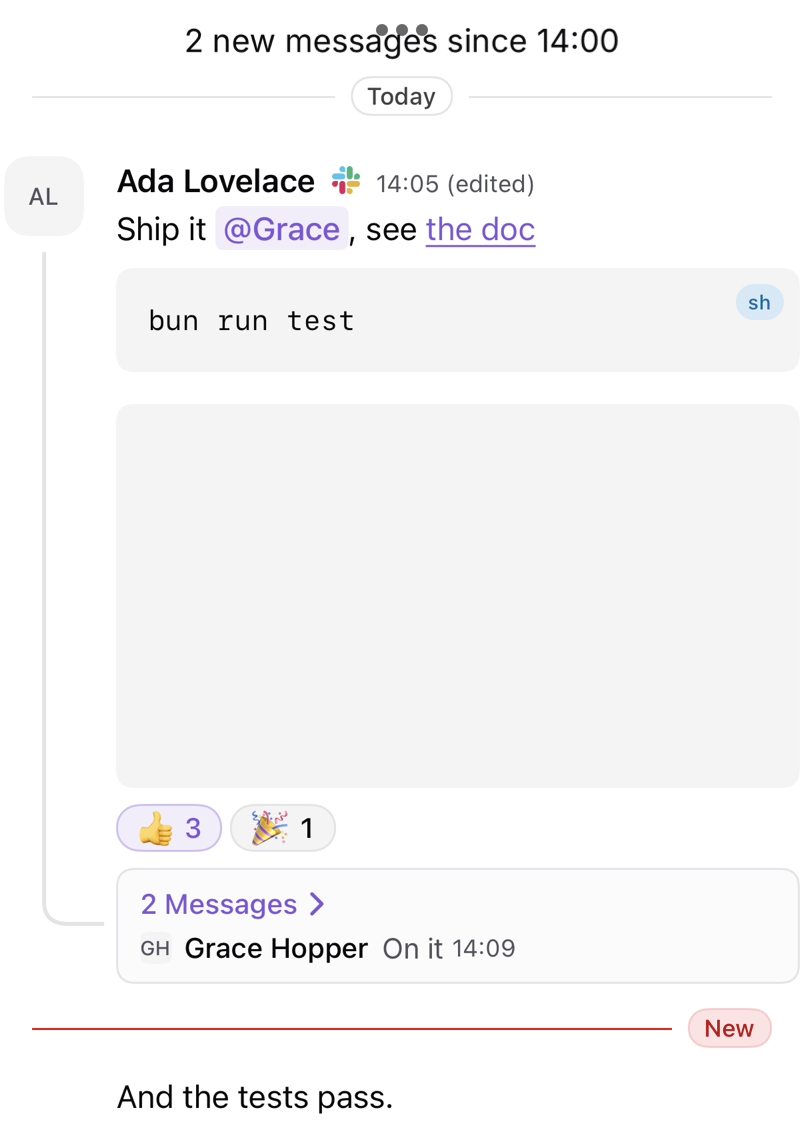 2 new messages since 14:00
Today
AL
Ada Lovelace 14:05 (edited)
Ship it @Grace, see the doc
sh
bun run test
👍 3 🎉 1
2 Messages
GH Grace Hopper On it 14:09
New
And the tests pass.